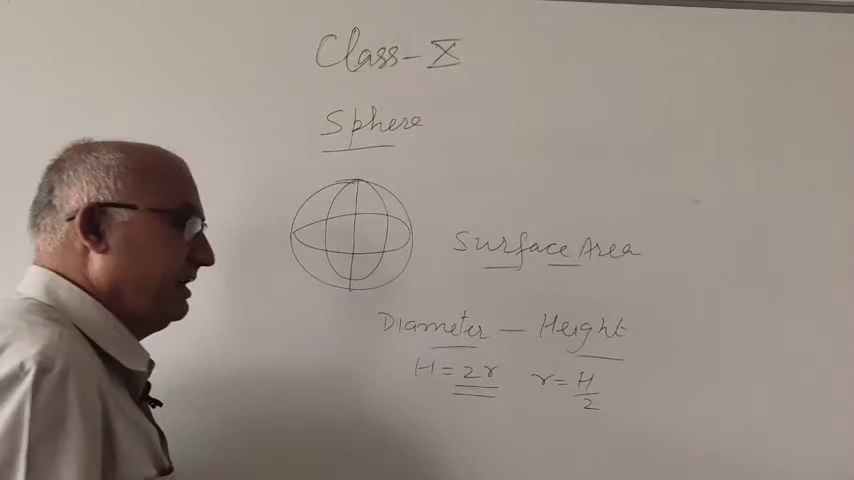 Class-X
Sphere
Surface Area
Diameter — Height
H=2r r=H/2